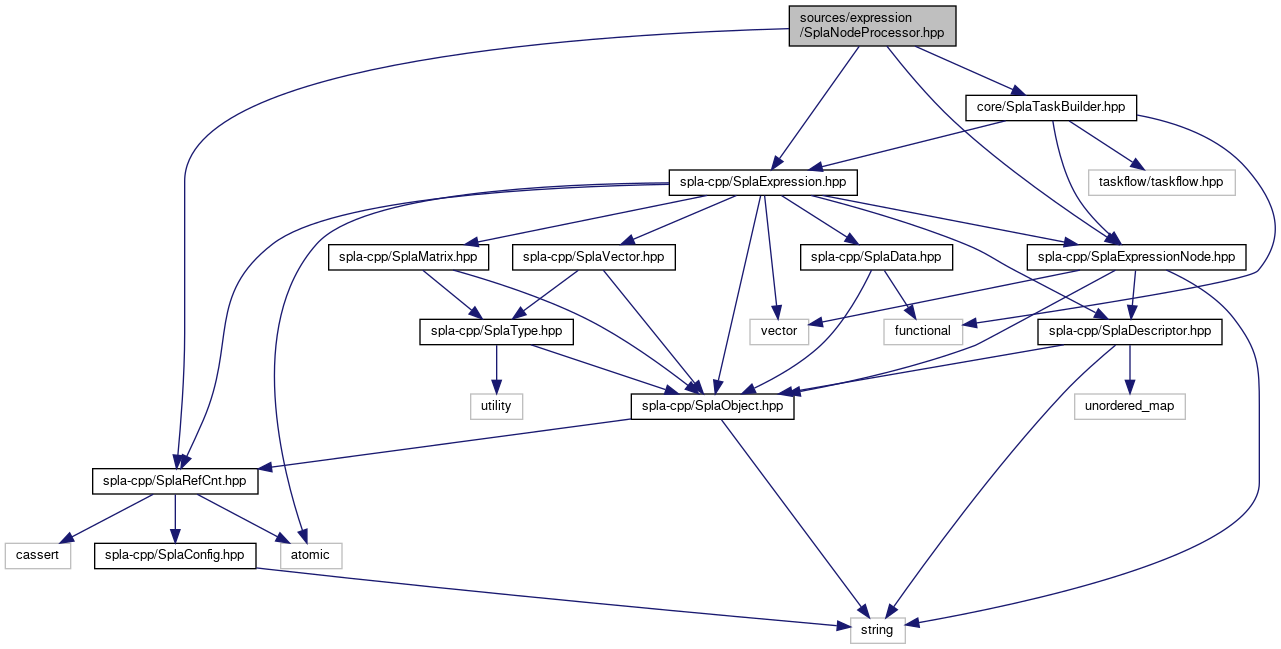 sources/expression
/SplaNodeProcessor.hpp
core/SplaTaskBuilder.hpp
spla-cpp/SplaExpression.hpp
taskflow/taskflow.hpp
spla-cpp/SplaMatrix.hpp
spla-cpp/SplaVector.hpp
spla-cpp/SplaData.hpp
spla-cpp/SplaExpressionNode.hpp
spla-cpp/SplaType.hpp
vector
functional
spla-cpp/SplaDescriptor.hpp
utility
spla-cpp/SplaObject.hpp
unordered_map
spla-cpp/SplaRefCnt.hpp
cassert
spla-cpp/SplaConfig.hpp
atomic
string